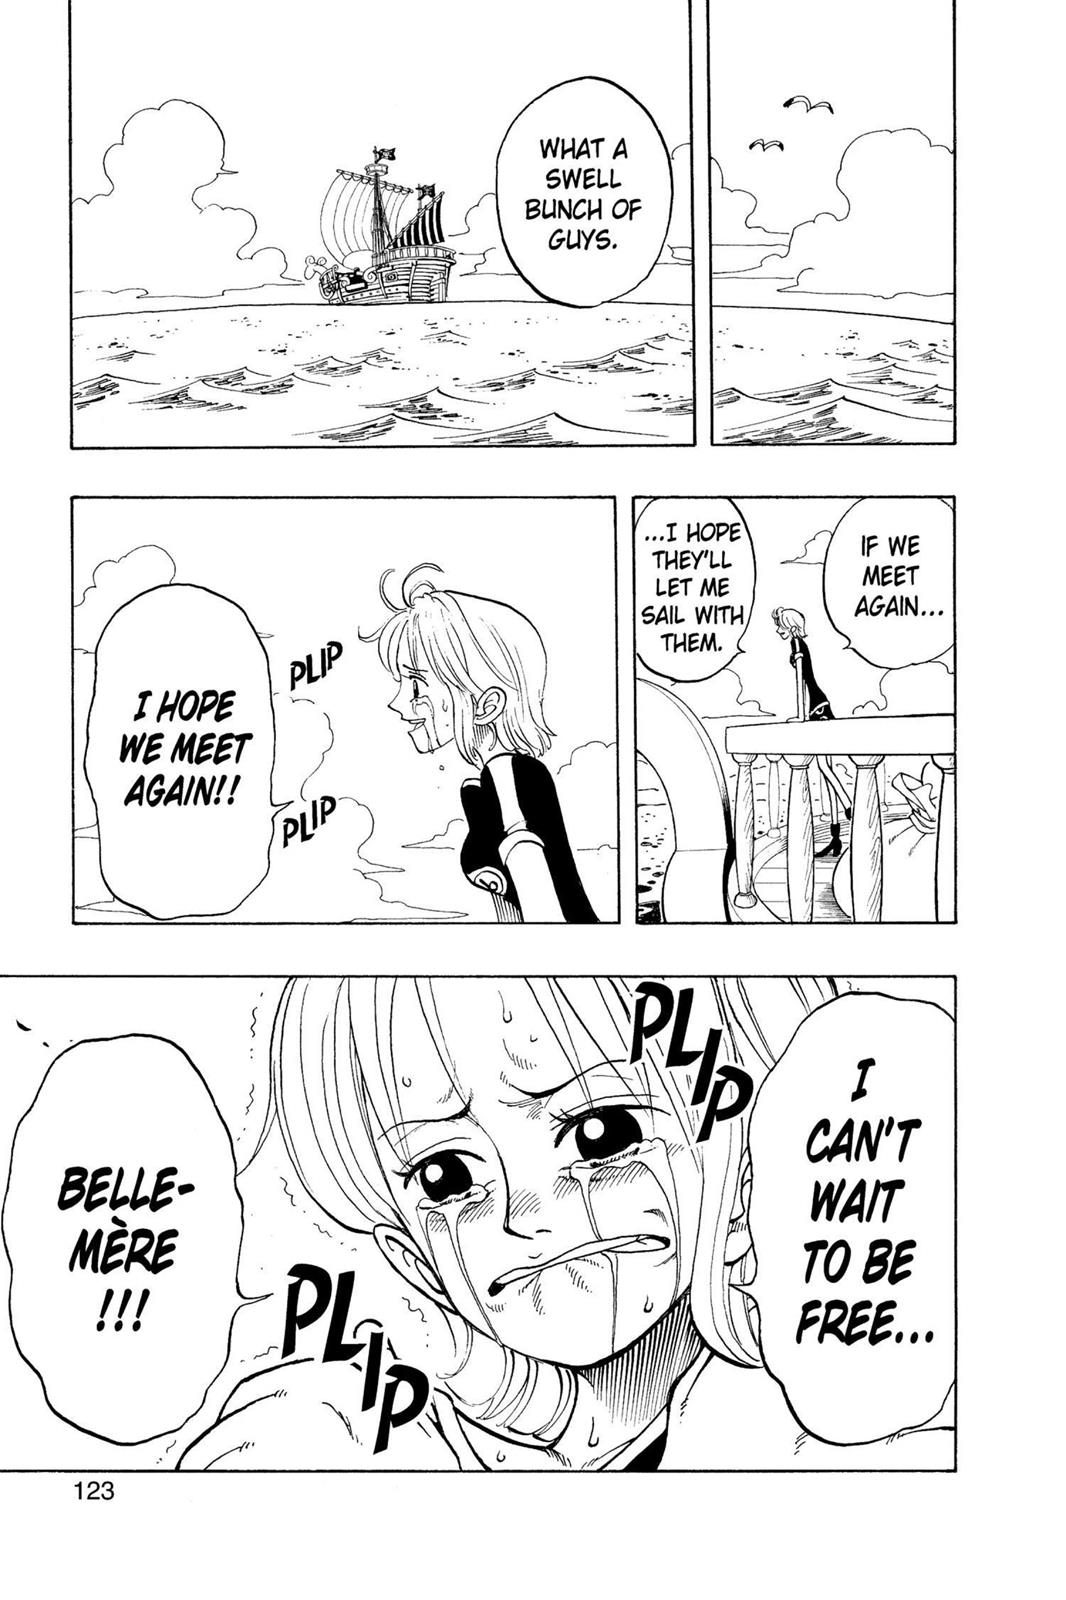 WHAT A
SWELL
BUNCH OF
GUYS.
IF WE
MEET
AGAIN...
...I HOPE
THEY'LL
LET ME
SAIL WITH
THEM.
PLIP
I HOPE
WE MEET
AGAIN!!
PLIP
PLIP
I
CAN'T
WAIT
TO BE
FREE...
BELLE-
MÈRE
!!!
PLIP
123